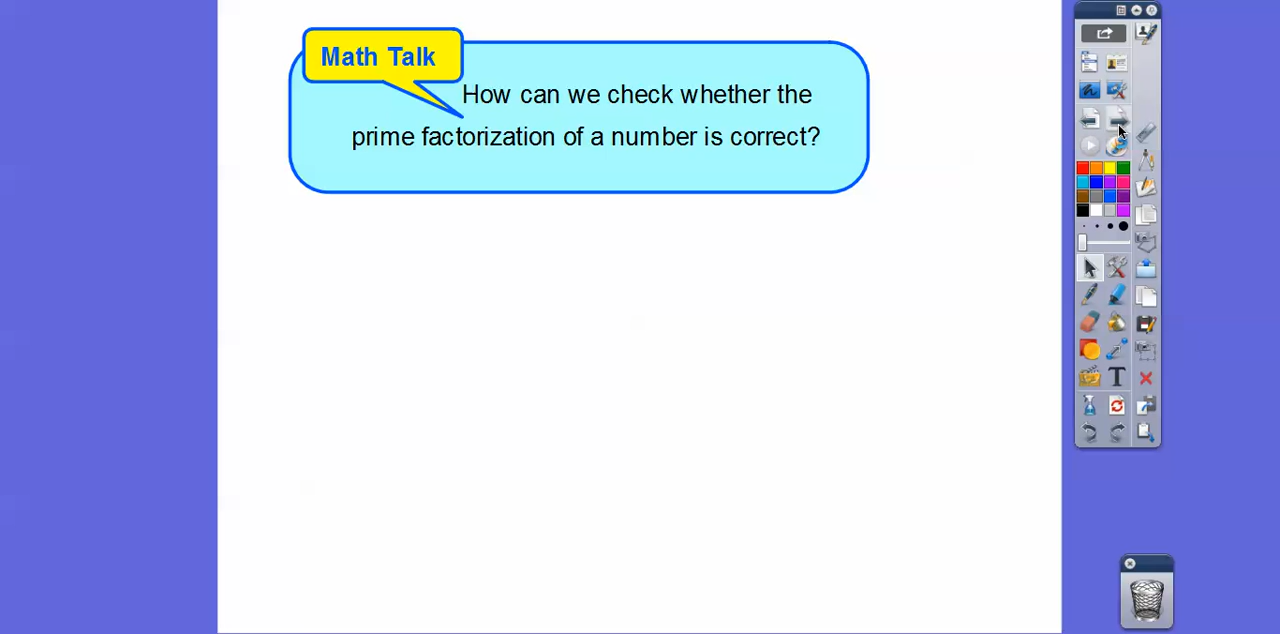 Math Talk
How can we check whether the
prime factorization of a number is correct?